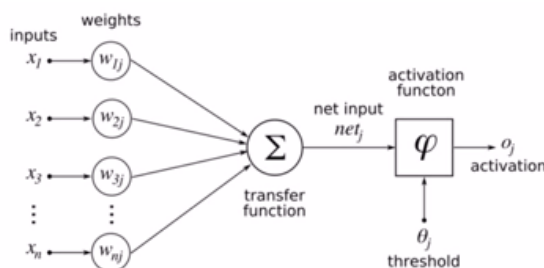 weights
inputs
x1 w1j
activation
functon
net input
x2 w2j
netj
Σ φ oj
activation
x3 w3j
transfer
function
θj
threshold
xn wnj